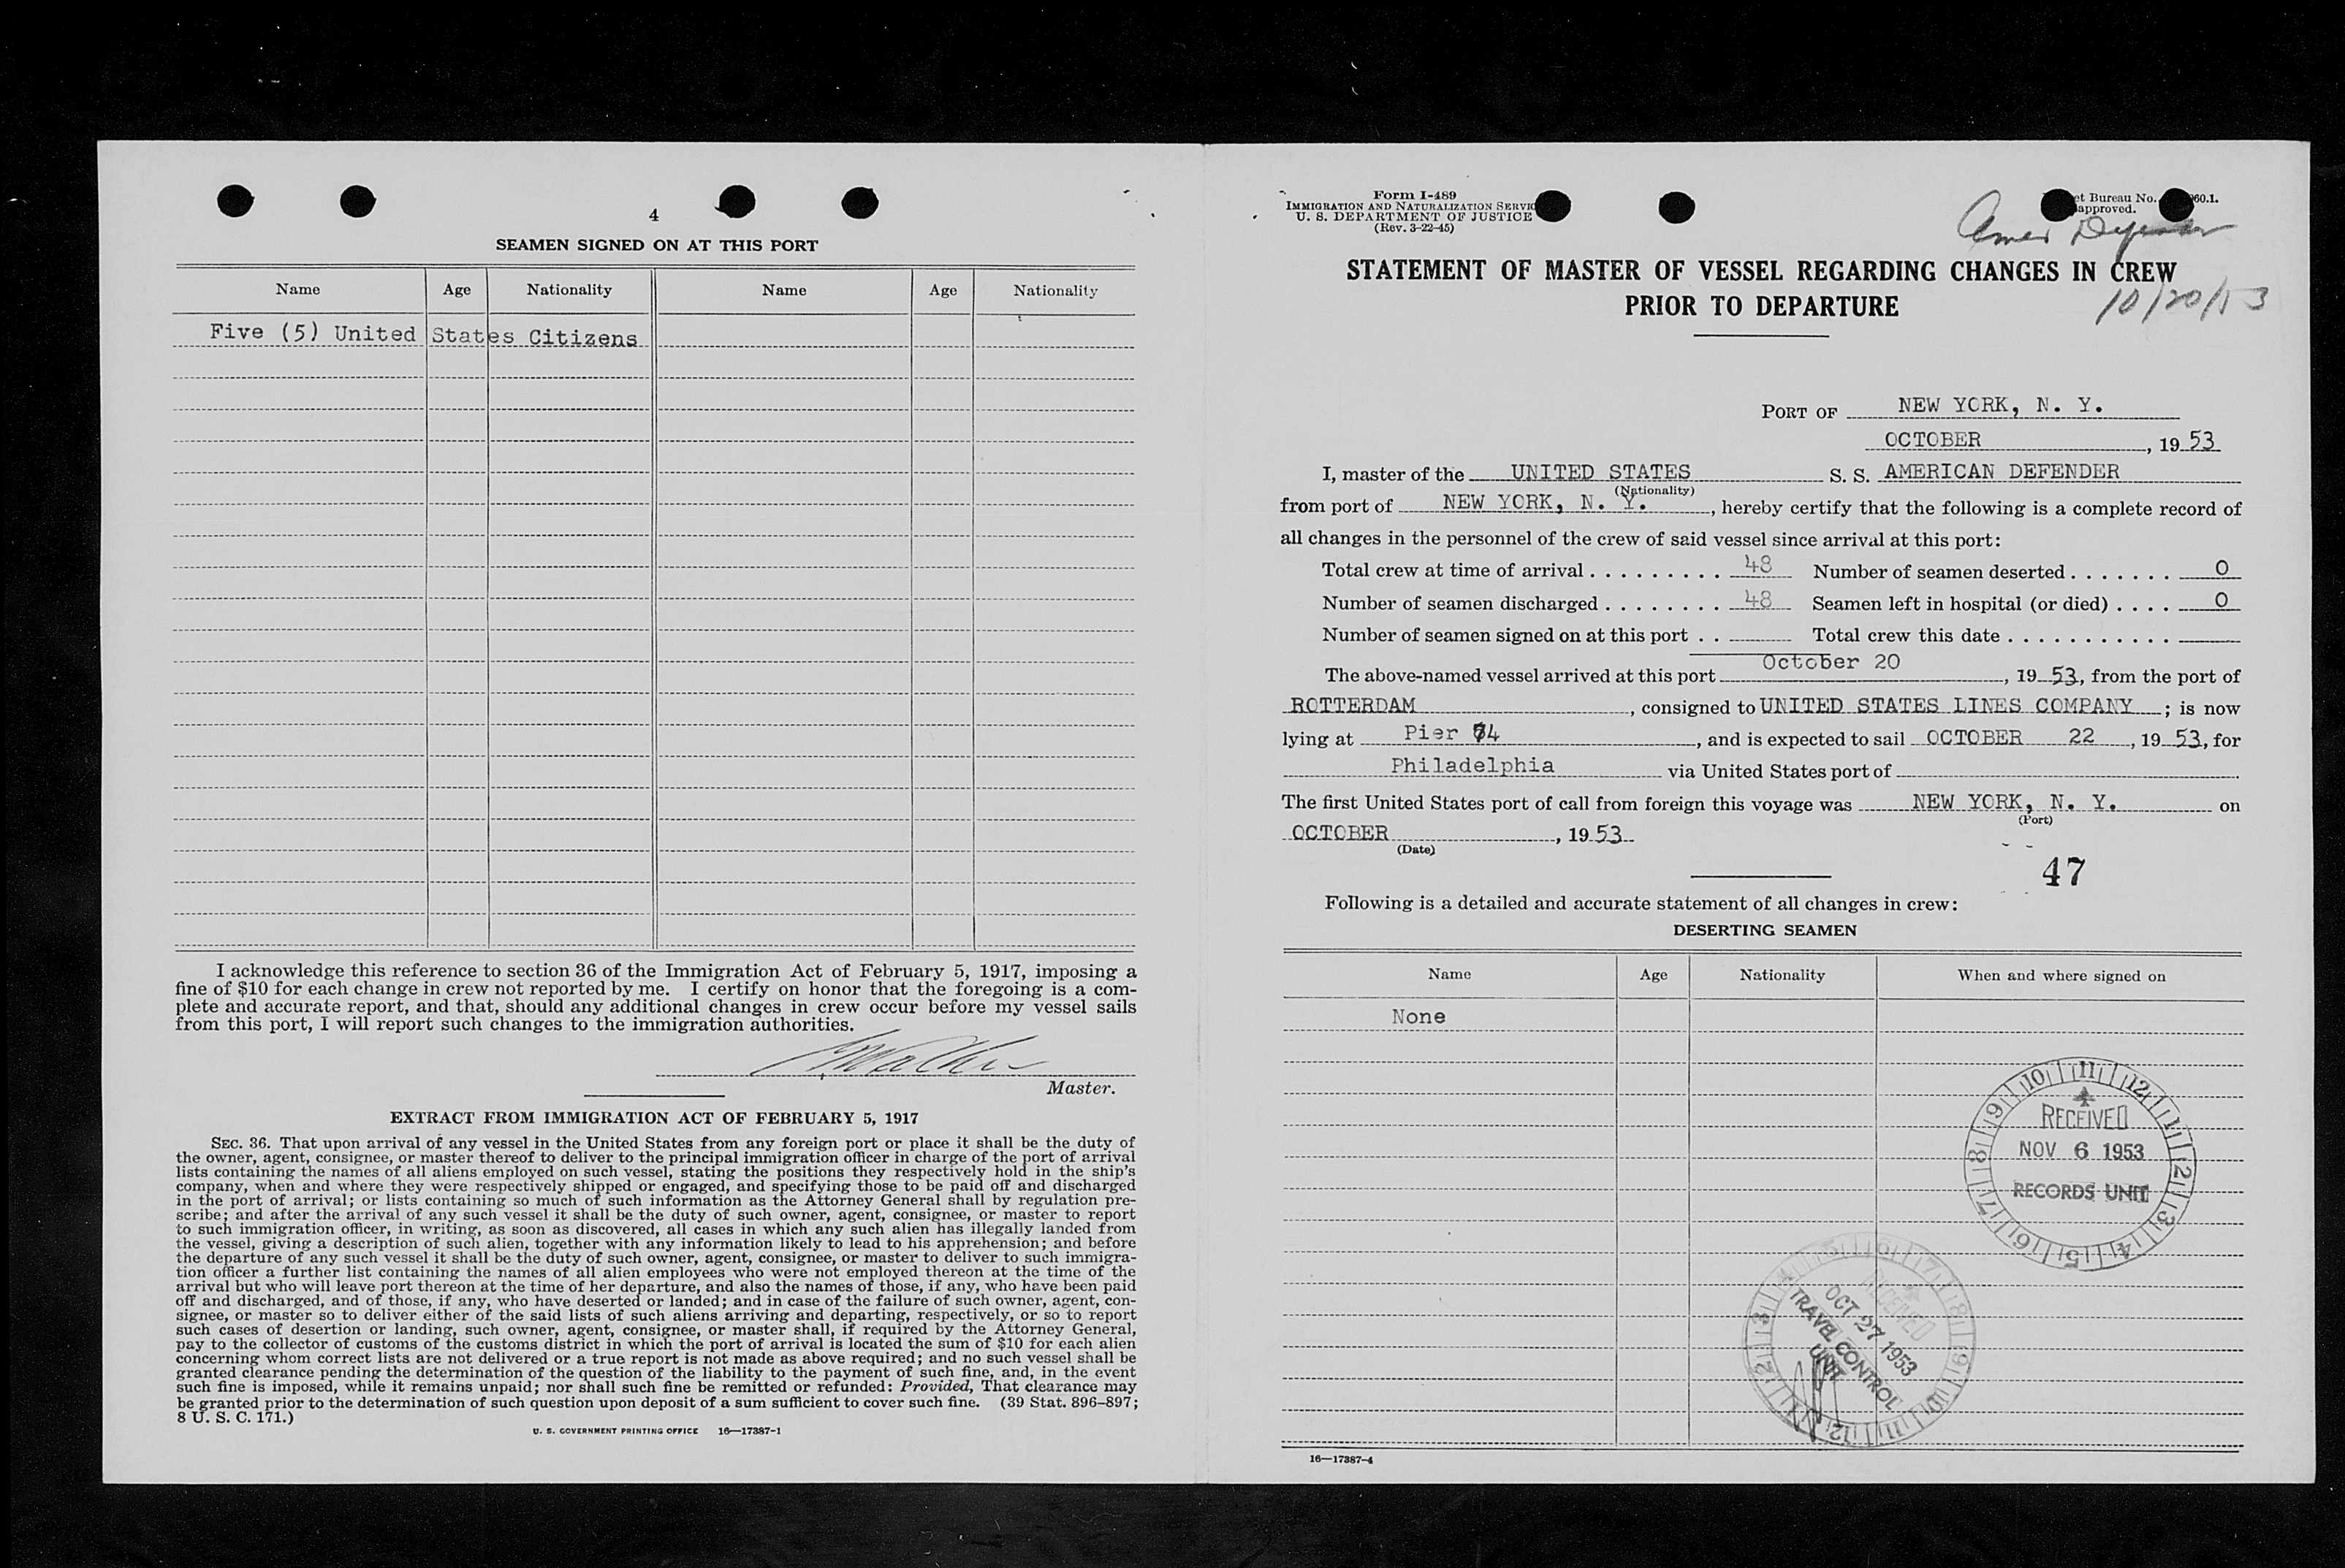 4
SEAMEN SIGNED ON AT THIS PORT
Name Age Nationality Name Age Nationality
Five (5) United States Citizens
I acknowledge this reference to section 36 of the Immigration Act of February 5, 1917, imposing a
fine of $10 for each change in crew not reported by me. I certify on honor that the foregoing is a com-
plete and accurate report, and that, should any additional changes in crew occur before my vessel sails
from this port, I will report such changes to the immigration authorities.
Master.
EXTRACT FROM IMMIGRATION ACT OF FEBRUARY 5, 1917
SEC. 36. That upon arrival of any vessel in the United States from any foreign port or place it shall be the duty of
the owner, agent, consignee, or master thereof to deliver to the principal immigration officer in charge of the port of arrival
lists containing the names of all aliens employed on such vessel, stating the positions they respectively hold in the ship's
company, when and where they were respectively shipped or engaged, and specifying those to be paid off and discharged
in the port of arrival; or lists containing so much of such information as the Attorney General shall by regulation pre-
scribe; and after the arrival of any such vessel it shall be the duty of such owner, agent, consignee, or master to report
to such immigration officer, in writing, as soon as discovered, all cases in which any such alien has illegally landed from
the vessel, giving a description of such alien, together with any information likely to lead to his apprehension; and before
the departure of any such vessel it shall be the duty of such owner, agent, consignee, or master to deliver to such immigra-
tion officer a further list containing the names of all alien employees who were not employed thereon at the time of the
arrival but who will leave port thereon at the time of her departure, and also the names of those, if any, who have been paid
off and discharged, and of those, if any, who have deserted or landed; and in case of the failure of such owner, agent, con-
signee, or master so to deliver either of the said lists of such aliens arriving and departing, respectively, or so to report
such cases of desertion or landing, such owner, agent, consignee, or master shall, if required by the Attorney General,
pay to the collector of customs of the customs district in which the port of arrival is located the sum of $10 for each alien
concerning whom correct lists are not delivered or a true report is not made as above required; and no such vessel shall be
granted clearance pending the determination of the question of the liability to the payment of such fine, and, in the event
such fine is imposed, while it remains unpaid; nor shall such fine be remitted or refunded: Provided, That clearance may
be granted prior to the determination of such question upon deposit of a sum sufficient to cover such fine. (39 Stat. 896–897;
8 U. S. C. 171.)
U. S. GOVERNMENT PRINTING OFFICE 16—17387-1
Form I-489
IMMIGRATION AND NATURALIZATION SERVIC
U. S. DEPARTMENT OF JUSTICE
(Rev. 3-22-45)
et Bureau No. 60.1.
approved.
Amer Defender
STATEMENT OF MASTER OF VESSEL REGARDING CHANGES IN CREW
PRIOR TO DEPARTURE
10/20/53
PORT OF NEW YORK, N. Y.
OCTOBER, 19 53
I, master of the UNITED STATES S. S. AMERICAN DEFENDER
(Nationality)
from port of NEW YORK, N. Y., hereby certify that the following is a complete record of
all changes in the personnel of the crew of said vessel since arrival at this port:
Total crew at time of arrival . . . . . . . . . 48 Number of seamen deserted . . . . . . . 0
Number of seamen discharged . . . . . . . . 48 Seamen left in hospital (or died) . . . . 0
Number of seamen signed on at this port . . Total crew this date . . . . . . . . . . .
The above-named vessel arrived at this port October 20, 19 53, from the port of
ROTTERDAM, consigned to UNITED STATES LINES COMPANY; is now
lying at Pier 74, and is expected to sail OCTOBER 22, 19 53, for
Philadelphia via United States port of
The first United States port of call from foreign this voyage was NEW YORK, N. Y. on
(Port)
OCTOBER, 19 53
(Date)
47
Following is a detailed and accurate statement of all changes in crew:
DESERTING SEAMEN
Name Age Nationality When and where signed on
None
10 11 12 1 2 3 4 5 6 7 8 9
RECEIVED
NOV 6 1953
RECORDS UNIT
RECEIVED
OCT 27 1953
TRAVEL CONTROL
UNIT
16—17387-4